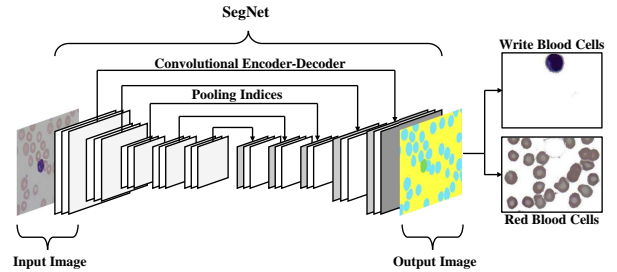 SegNet
Convolutional Encoder-Decoder
Pooling Indices
Write Blood Cells
Red Blood Cells
Input Image
Output Image